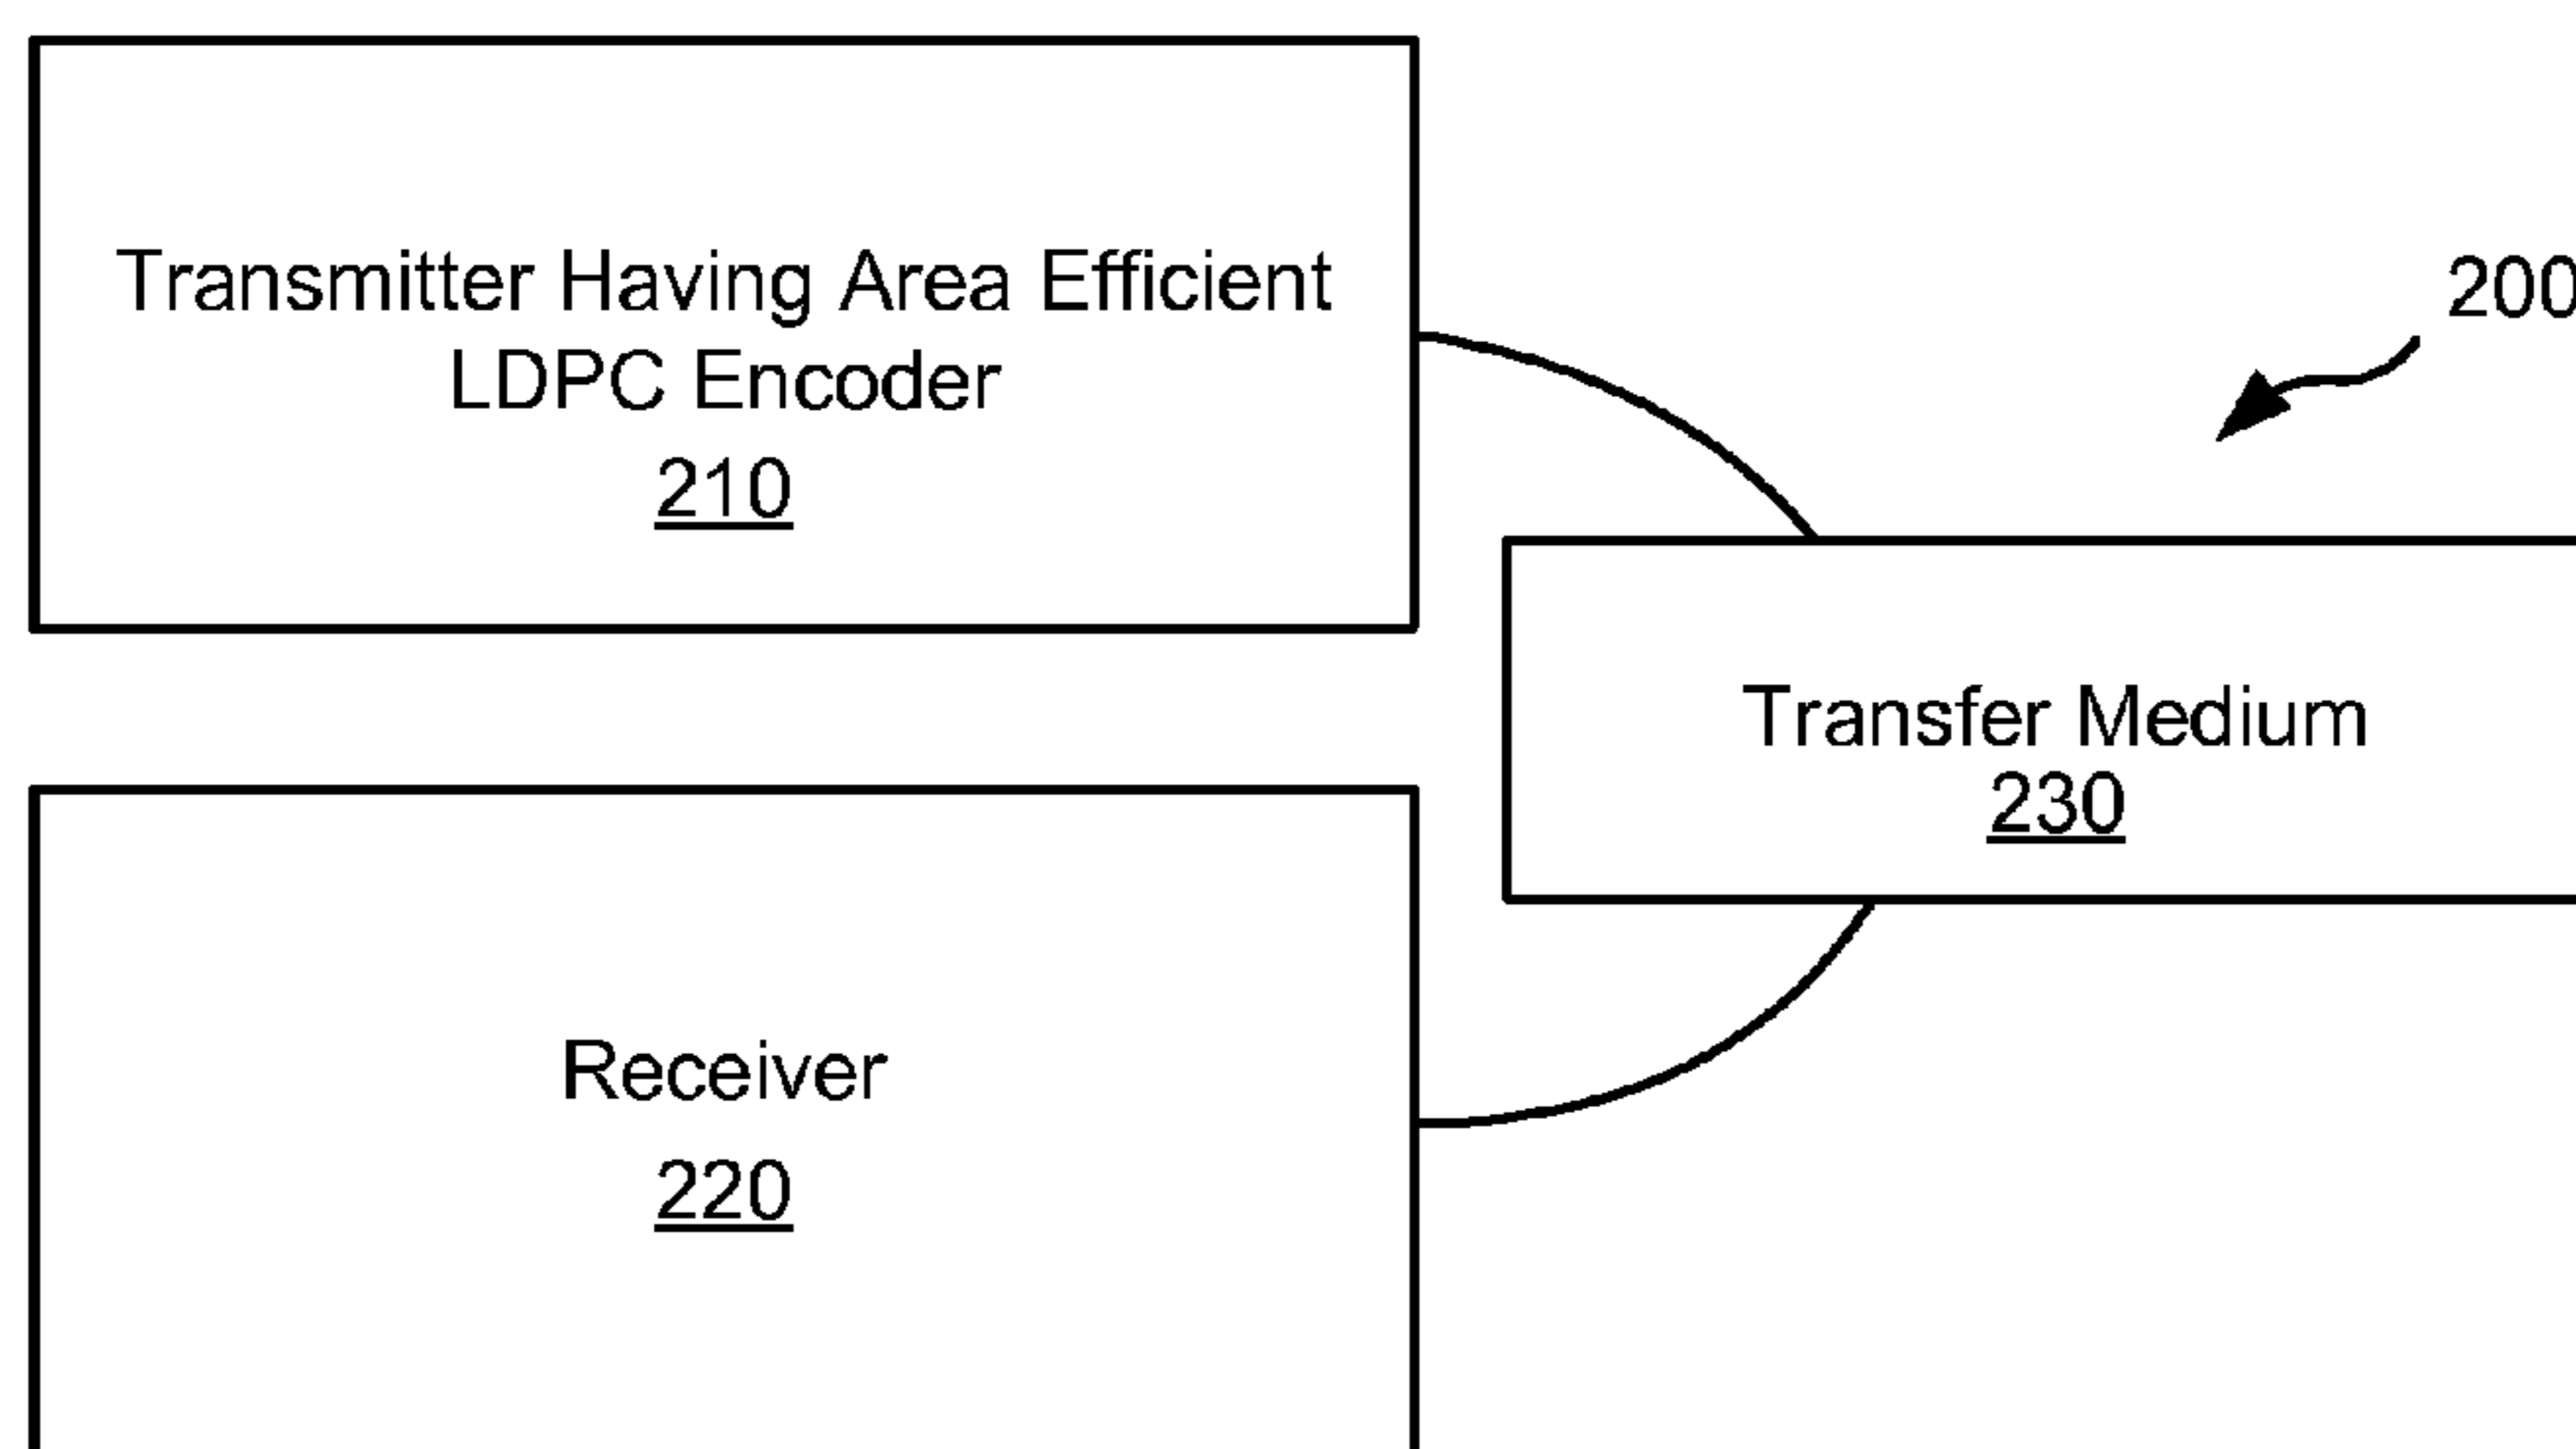 Transmitter Having Area Efficient
LDPC Encoder
210
200
Transfer Medium
230
Receiver
220